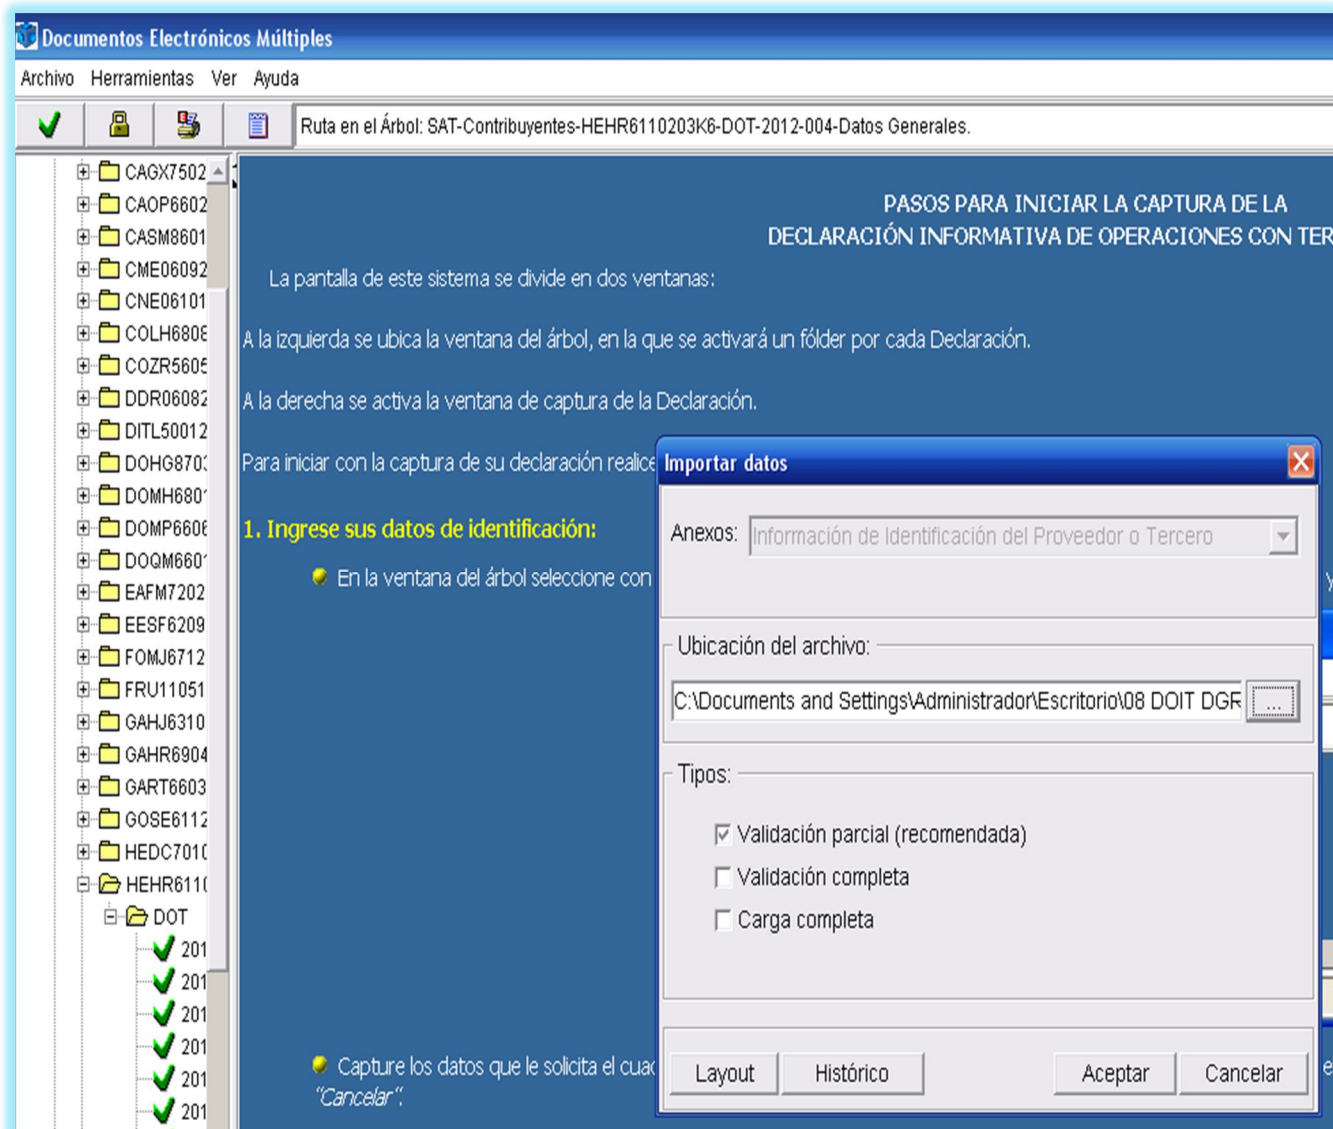 Documentos Electrónicos Múltiples
Archivo Herramientas Ver Ayuda
Ruta en el Árbol: SAT-Contribuyentes-HEHR6110203K6-DOT-2012-004-Datos Generales.
CAGX7502
CAOP6602
CASM8601
CME06092
CNE06101
COLH6808
COZR5605
DDR06082
DITL50012
DOHG870
DOMH680
DOMP6606
DOQM660
EAFM7202
EESF6209
FOMJ6712
FRU11051
GAHJ6310
GAHR6904
GART6603
GOSE6112
HEDC7010
HEHR611
DOT
201
201
201
201
201
201
PASOS PARA INICIAR LA CAPTURA DE LA
DECLARACIÓN INFORMATIVA DE OPERACIONES CON TER
La pantalla de este sistema se divide en dos ventanas:
A la izquierda se ubica la ventana del árbol, en la que se activará un fólder por cada Declaración.
A la derecha se activa la ventana de captura de la Declaración.
Para iniciar con la captura de su declaración realice
1. Ingrese sus datos de identificación:
En la ventana del árbol seleccione con
y
Capture los datos que le solicita el cuad
"Cancelar".
Importar datos
Anexos: Información de Identificación del Proveedor o Tercero
Ubicación del archivo:
C:\Documents and Settings\Administrador\Escritorio\08 DOIT DGR ...
Tipos:
Validación parcial (recomendada)
Validación completa
Carga completa
Layout Histórico Aceptar Cancelar